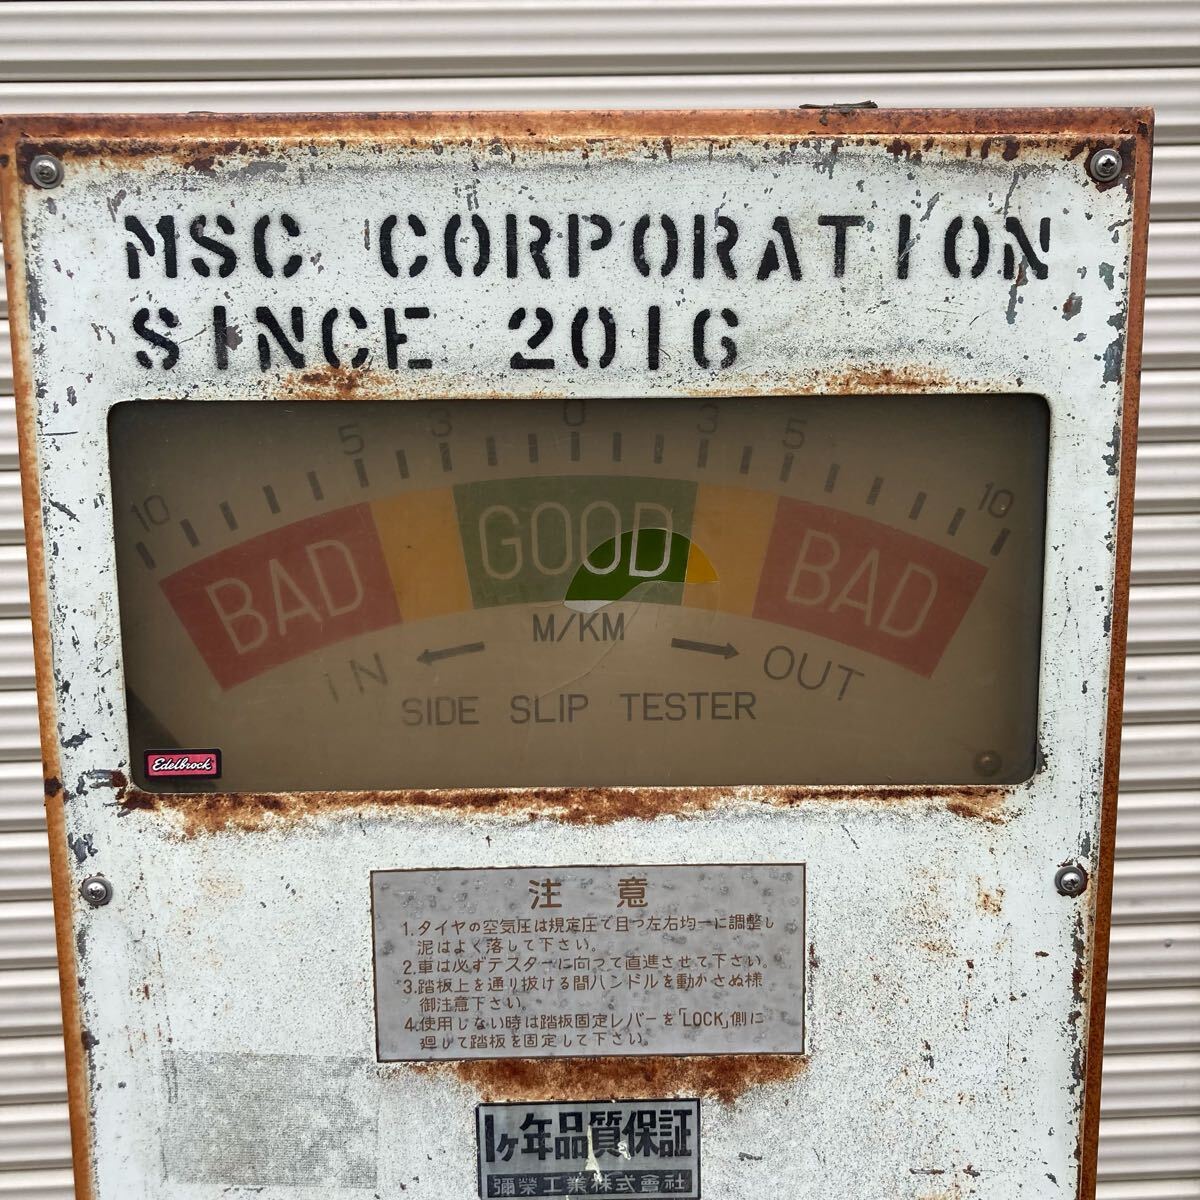 MSC CORPORATION
SINCE 2016
10 5 3 0 3 5 10
BAD GOOD BAD
M/KM
IN OUT
SIDE SLIP TESTER
Edelbrock
注 意
1.タイヤの空気圧は規定圧で且つ左右均一に調整し
泥はよく落して下さい。
2.車は必ずテスターに向って直進させて下さい。
3.踏板上を通り抜ける間ハンドルを動かさぬ様
御注意下さい。
4.使用しない時は踏板固定レバーを「LOCK」側に
廻して踏板を固定して下さい。
1ヶ年品質保証
彌榮工業株式會社